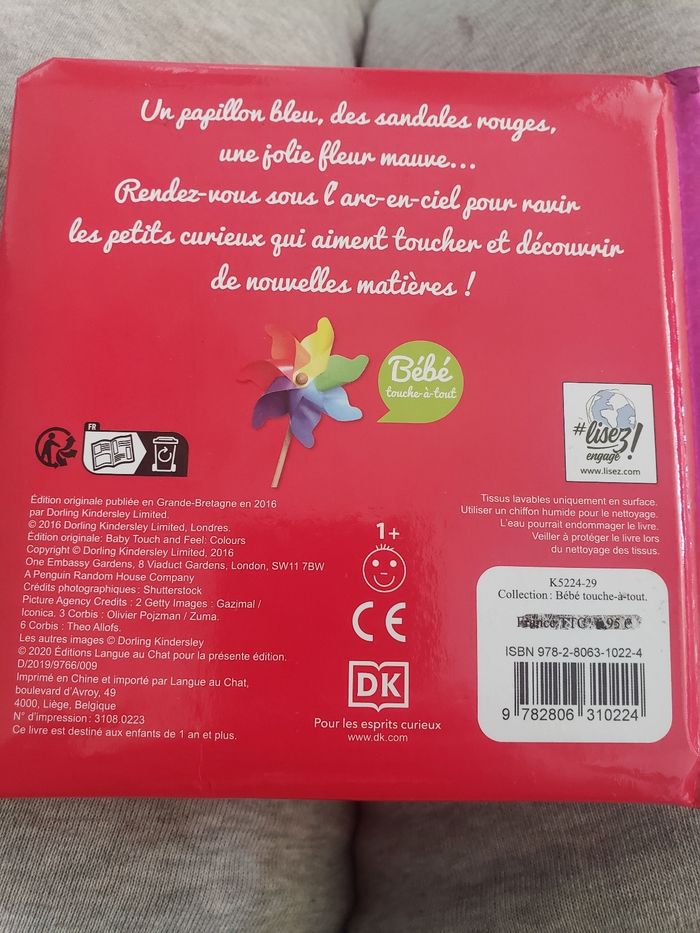 Un papillon bleu, des sandales rouges,
une jolie fleur mauve...
Rendez-vous sous l'arc-en-ciel pour ravir
les petits curieux qui aiment toucher et découvrir
de nouvelles matières !
Bébé
touche-à-tout
FR
#lisez!
engagé
www.lisez.com
Édition originale publiée en Grande-Bretagne en 2016
par Dorling Kindersley Limited.
© 2016 Dorling Kindersley Limited, Londres.
Édition originale: Baby Touch and Feel: Colours
Copyright © Dorling Kindersley Limited, 2016
One Embassy Gardens, 8 Viaduct Gardens, London, SW11 7BW
A Penguin Random House Company
Crédits photographiques : Shutterstock
Picture Agency Credits : 2 Getty Images : Gazimal /
Iconica. 3 Corbis : Olivier Pojzman / Zuma.
6 Corbis : Theo Allofs.
Les autres images © Dorling Kindersley
© 2020 Éditions Langue au Chat pour la présente édition.
D/2019/9766/009
Imprimé en Chine et importé par Langue au Chat,
boulevard d'Avroy, 49
4000, Liège, Belgique
N° d'impression : 3108.0223
Ce livre est destiné aux enfants de 1 an et plus.
1+
CE
DK
Pour les esprits curieux
www.dk.com
Tissus lavables uniquement en surface.
Utiliser un chiffon humide pour le nettoyage.
L'eau pourrait endommager le livre.
Veiller à protéger le livre lors
du nettoyage des tissus.
K5224-29
Collection : Bébé touche-à-tout.
France TTC: 6,95 €
ISBN 978-2-8063-1022-4
9 782806 310224